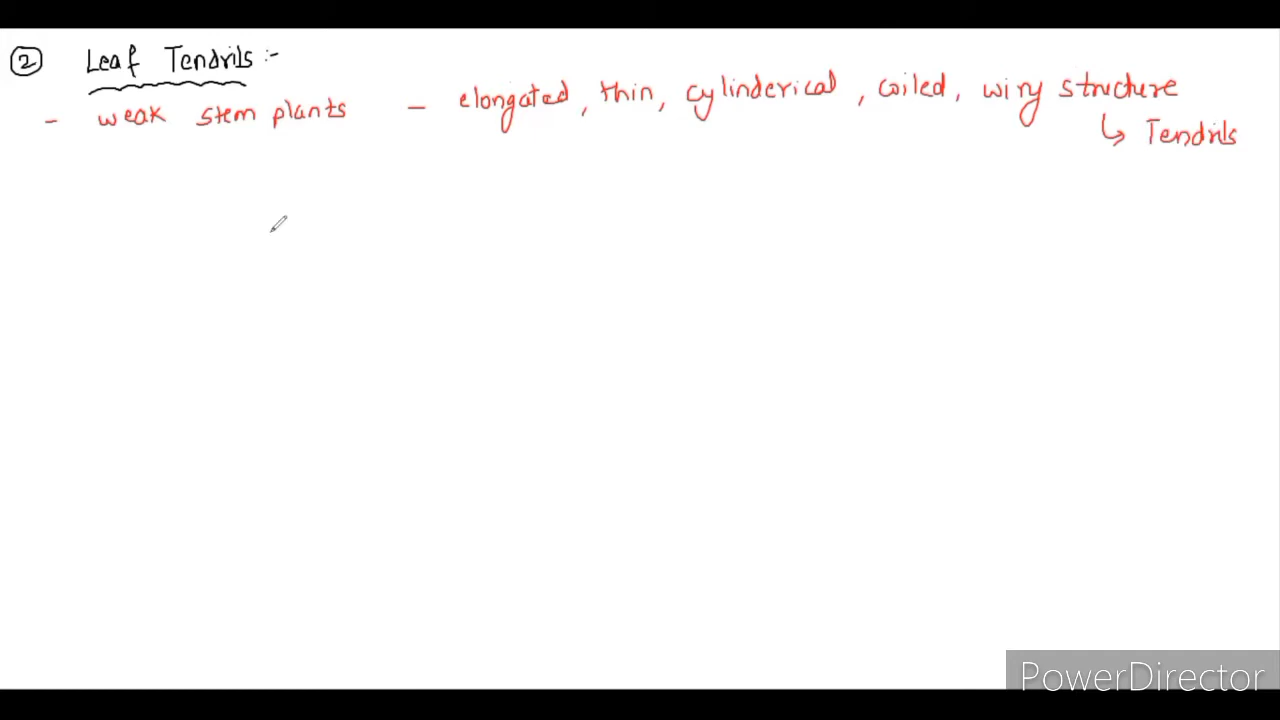 ② Leaf Tendrils :-
- weak stem plants - elongated, thin, cylinderical, coiled, wiry structure
↳ Tendrils
PowerDirector